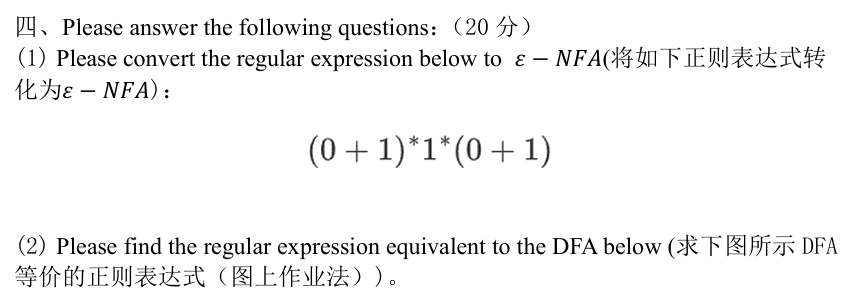 四、Please answer the following questions:（20 分）
(1) Please convert the regular expression below to ε − NFA(将如下正则表达式转
化为ε − NFA)：
(0 + 1)*1*(0 + 1)
(2) Please find the regular expression equivalent to the DFA below (求下图所示 DFA
等价的正则表达式（图上作业法）)。